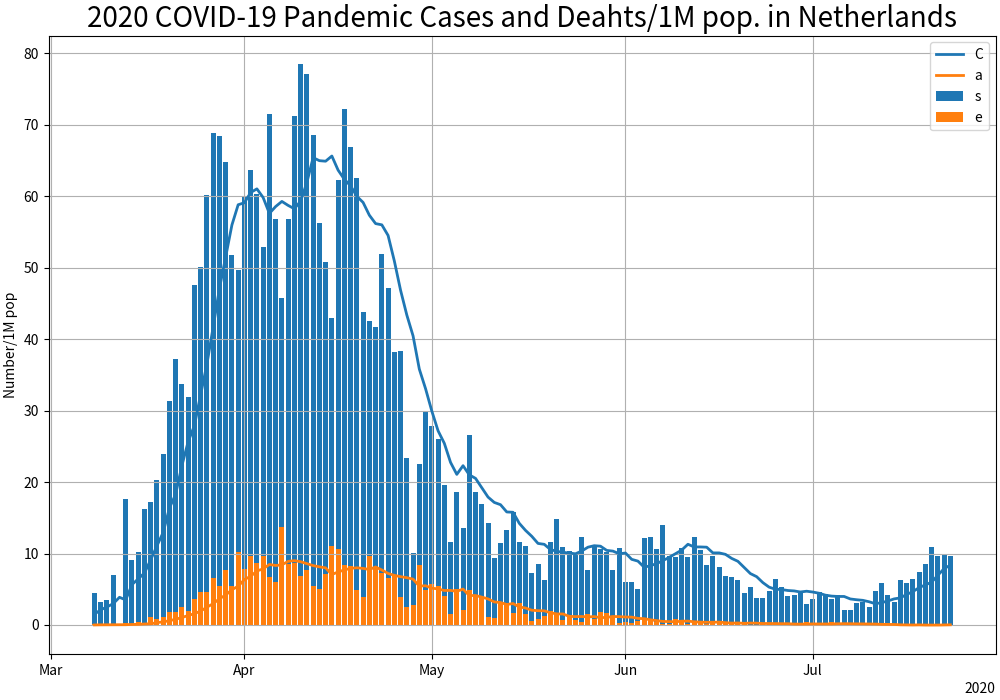 2020 COVID-19 Pandemic Cases and Deahts/1M pop. in Netherlands
80
70
60
50
40
30
20
10
0
Number/1M pop
C
a
s
e
Mar
Apr
May
Jun
Jul
2020